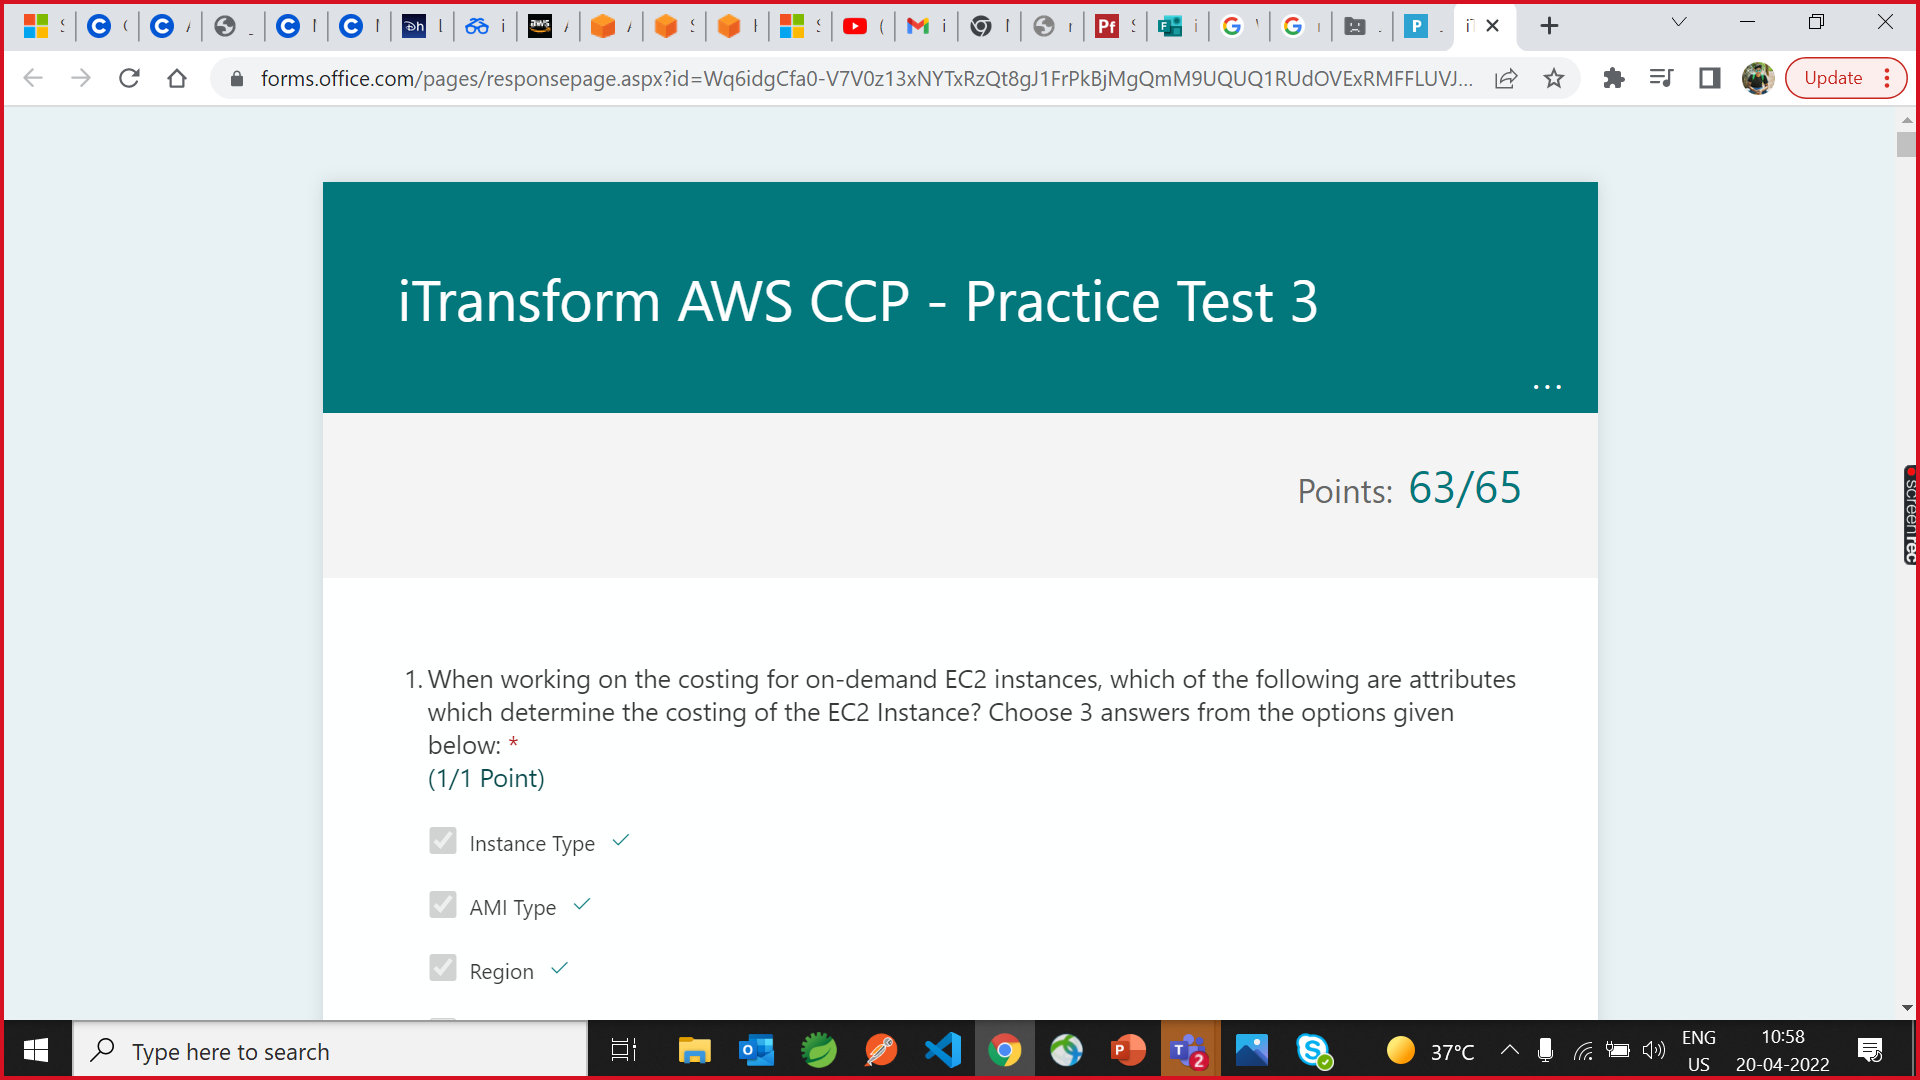 forms.office.com/pages/responsepage.aspx?id=Wq6idgCfa0-V7V0z13xNYTxRzQt8gJ1FrPkBjMgQmM9UQUQ1RUdOVExRMFFLUVJ...
Update
iTransform AWS CCP - Practice Test 3
...
Points: 63/65
screenrec
1. When working on the costing for on-demand EC2 instances, which of the following are attributes
which determine the costing of the EC2 Instance? Choose 3 answers from the options given
below: *
(1/1 Point)
Instance Type
AMI Type
Region
Type here to search
37°C
ENG
US
10:58
20-04-2022